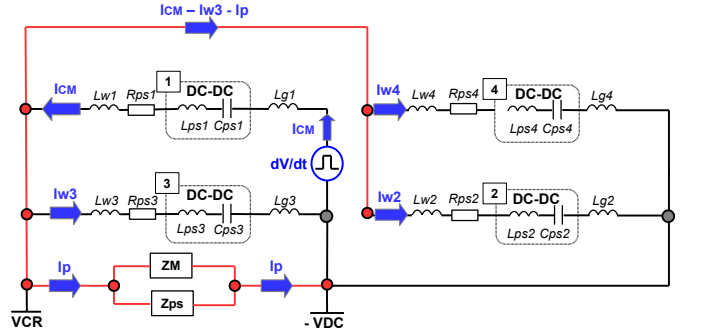 ICM – Iw3 - Ip
1
ICM
Lw1
Rps1
DC-DC
Lps1 Cps1
Lg1
ICM
dV/dt
Iw4
Lw4
Rps4
4
DC-DC
Lps4 Cps4
Lg4
3
Iw3
Lw3
Rps3
DC-DC
Lps3 Cps3
Lg3
Iw2
Lw2
Rps2
2
DC-DC
Lps2 Cps2
Lg2
Ip
ZM
Zps
Ip
VCR
- VDC